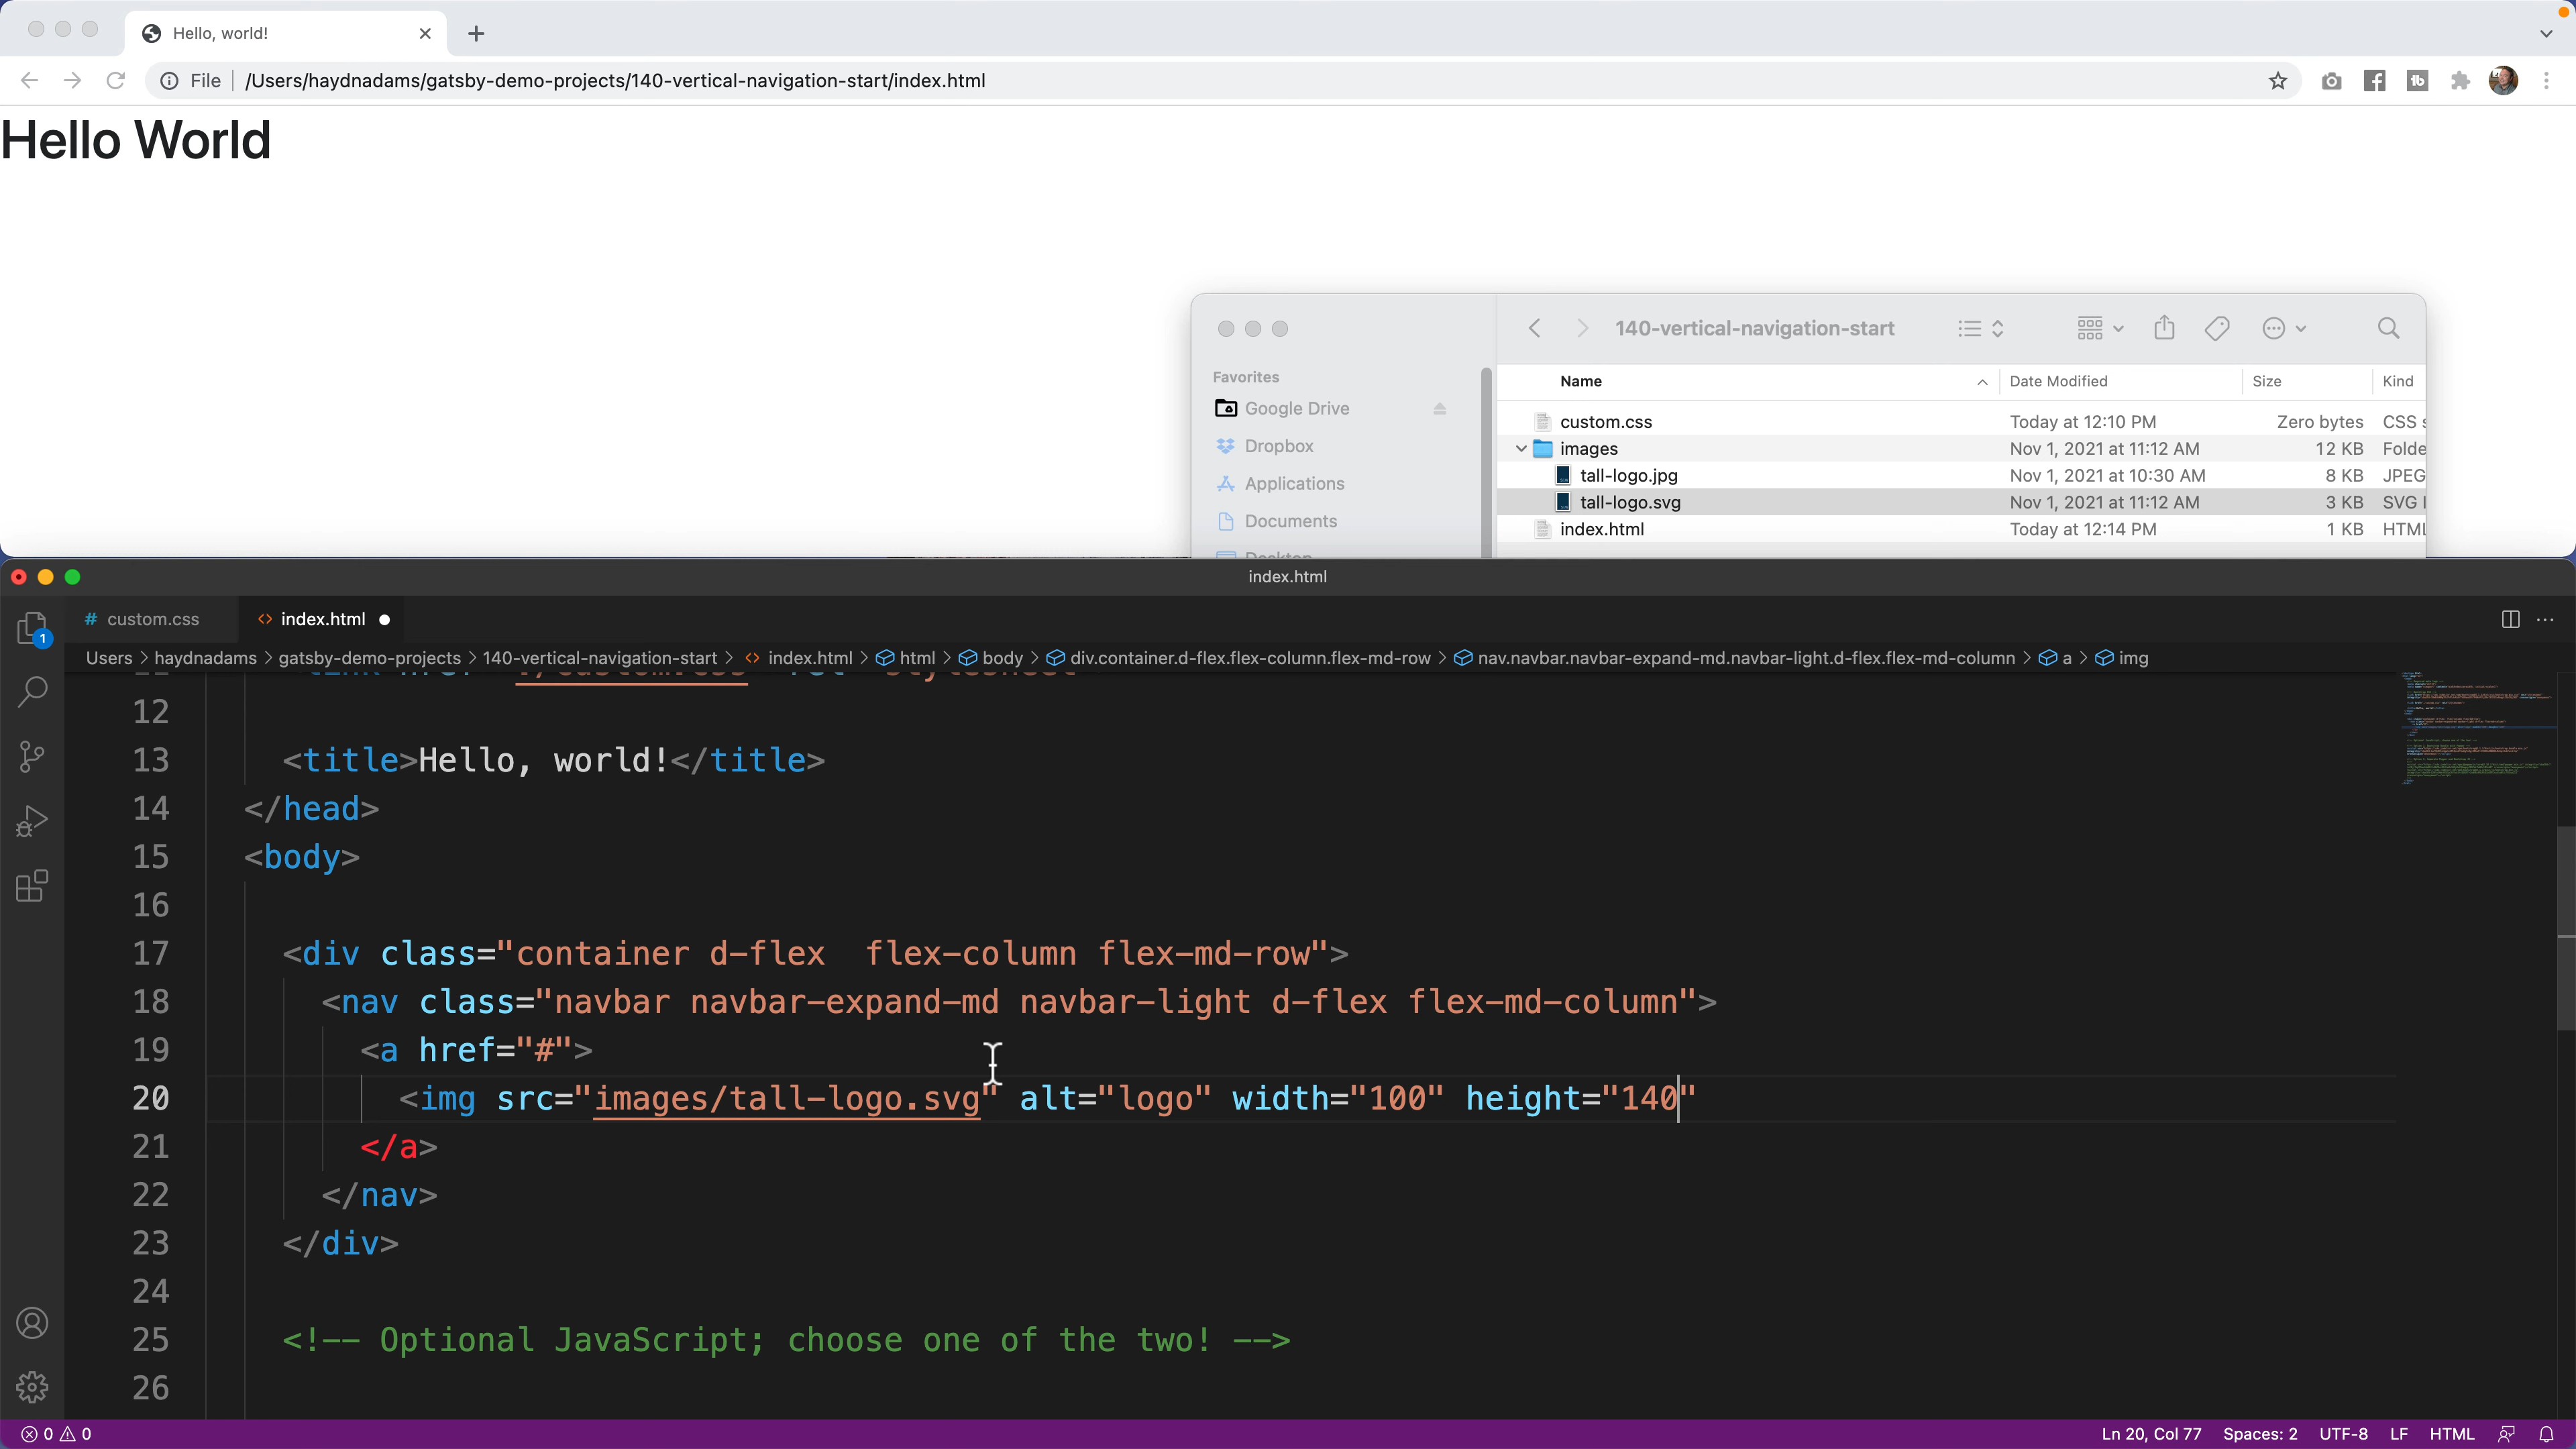 Hello, world!
File /Users/haydnadams/gatsby-demo-projects/140-vertical-navigation-start/index.html
Hello World
140-vertical-navigation-start
Favorites
Google Drive
Dropbox
Applications
Documents
Desktop
Name Date Modified Size Kind
custom.css Today at 12:10 PM Zero bytes CSS
images Nov 1, 2021 at 11:12 AM 12 KB Folde
tall-logo.jpg Nov 1, 2021 at 10:30 AM 8 KB JPEG
tall-logo.svg Nov 1, 2021 at 11:12 AM 3 KB SVG
index.html Today at 12:14 PM 1 KB HTML
index.html
# custom.css <> index.html
1
Users > haydnadams > gatsby-demo-projects > 140-vertical-navigation-start > <> index.html > html > body > div.container.d-flex.flex-column.flex-md-row > nav.navbar.navbar-expand-md.navbar-light.d-flex.flex-md-column > a > img
12
13 <title>Hello, world!</title>
14 </head>
15 <body>
16
17 <div class="container d-flex  flex-column flex-md-row">
18 <nav class="navbar navbar-expand-md navbar-light d-flex flex-md-column">
19 <a href="#">
20 <img src="images/tall-logo.svg" alt="logo" width="100" height="140"
21 </a>
22 </nav>
23 </div>
24
25 <!-- Optional JavaScript; choose one of the two! -->
26
0 0 Ln 20, Col 77 Spaces: 2 UTF-8 LF HTML